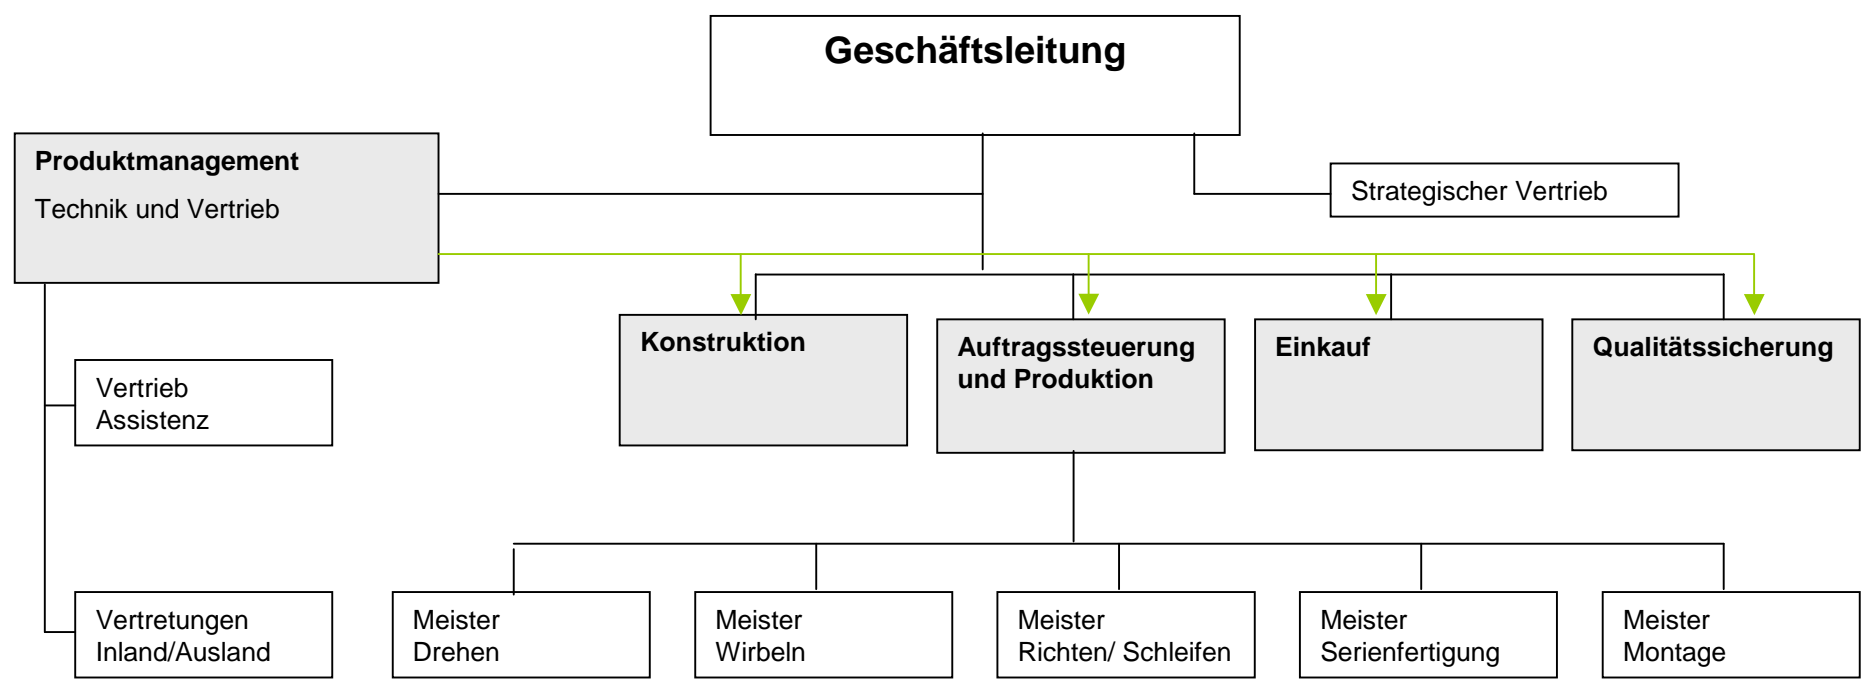 Geschäftsleitung
Produktmanagement
Technik und Vertrieb
Strategischer Vertrieb
Konstruktion
Auftragssteuerung
und Produktion
Einkauf
Qualitätssicherung
Vertrieb
Assistenz
Vertretungen
Inland/Ausland
Meister
Drehen
Meister
Wirbeln
Meister
Richten/ Schleifen
Meister
Serienfertigung
Meister
Montage